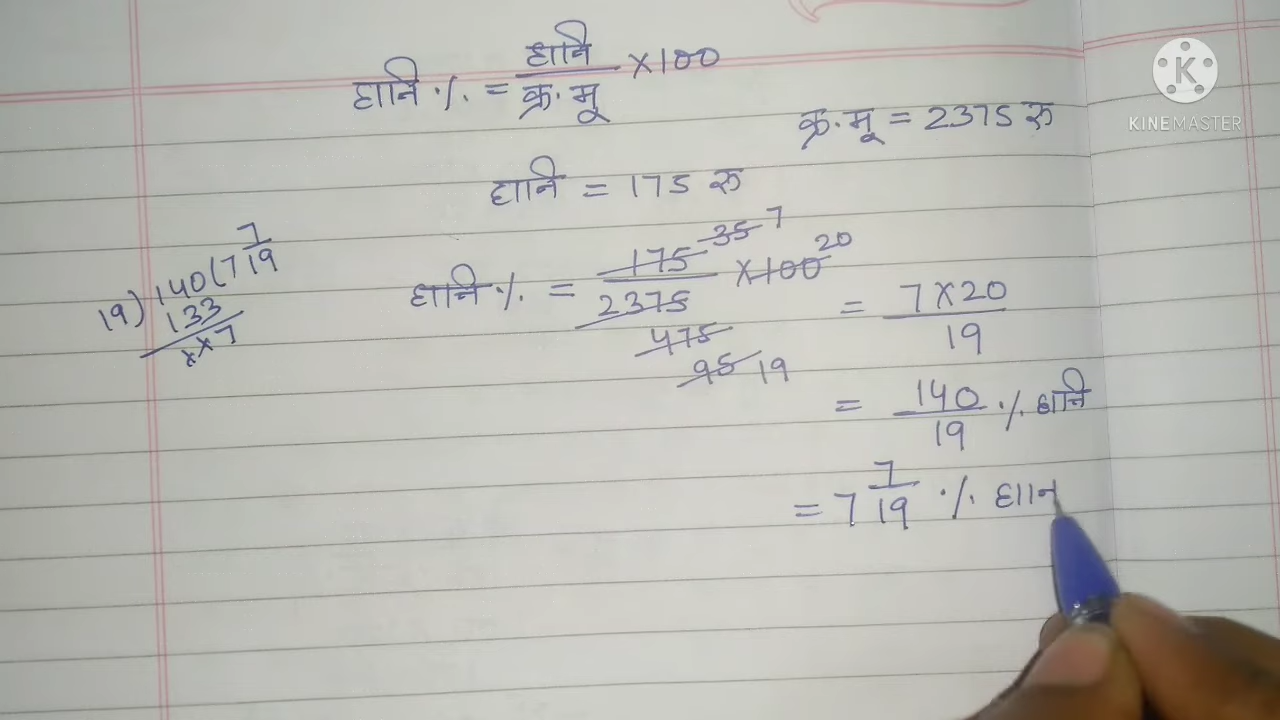 हानि % = हानि/क्र.मू × 100
क्र.मू = 2375 रु
हानि = 175 रु
हानि % = 175/2375 × 100
35 7
20
475
95 19
= 7×20/19
19) 140 (7 7/19
133
××7
= 140/19 % हानि
= 7 7/19 % हान
KINEMASTER